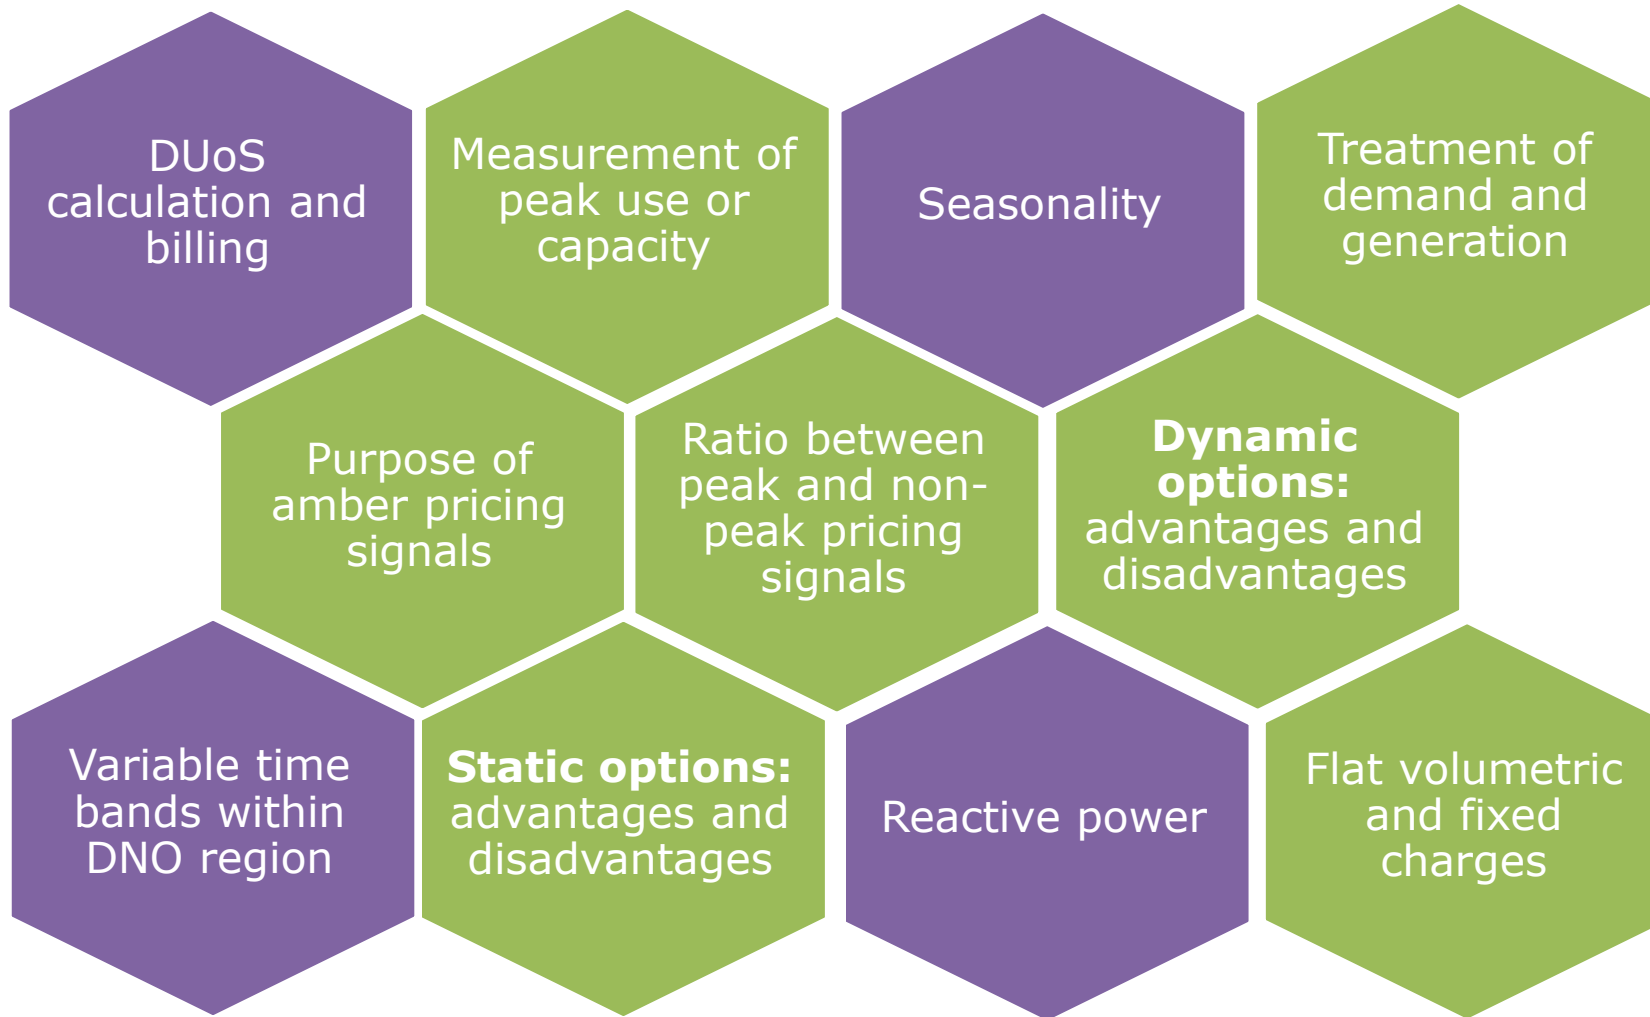 DUoS
calculation and
billing
Measurement of
peak use or
capacity
Seasonality
Treatment of
demand and
generation
Purpose of
amber pricing
signals
Ratio between
peak and non-
peak pricing
signals
Dynamic
options:
advantages and
disadvantages
Variable time
bands within
DNO region
Static options:
advantages and
disadvantages
Reactive power
Flat volumetric
and fixed
charges